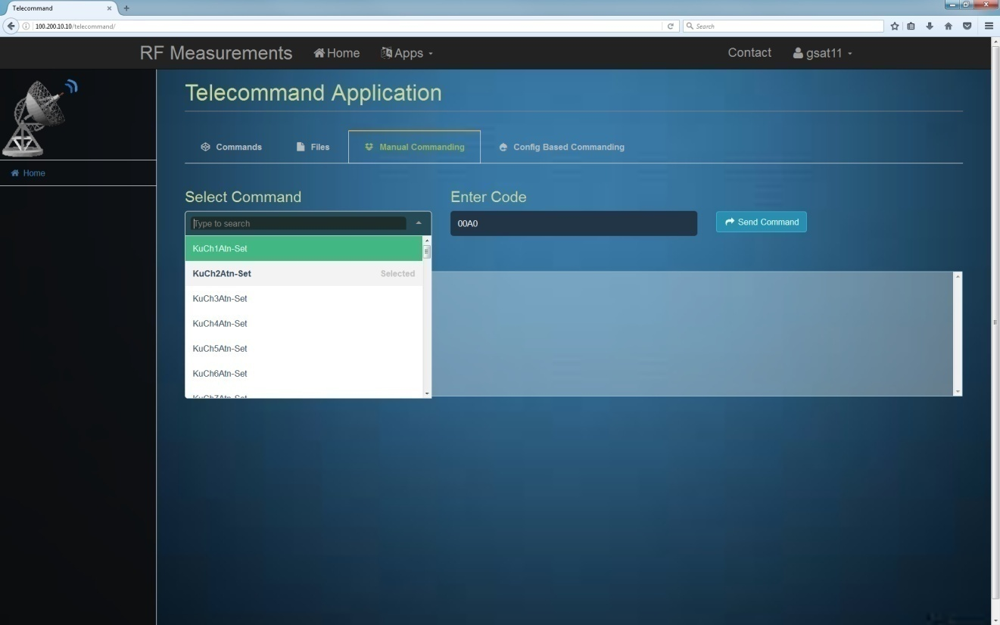 Telecommand
100.200.10.10/telecommand/
Search
RF Measurements Home Apps Contact gsat11
Telecommand Application
Home
Commands Files Manual Commanding Config Based Commanding
Select Command Enter Code
Type to search 00A0 Send Command
KuCh1Atn-Set
KuCh2Atn-Set Selected
KuCh3Atn-Set
KuCh4Atn-Set
KuCh5Atn-Set
KuCh6Atn-Set
KuCh7Atn-Set